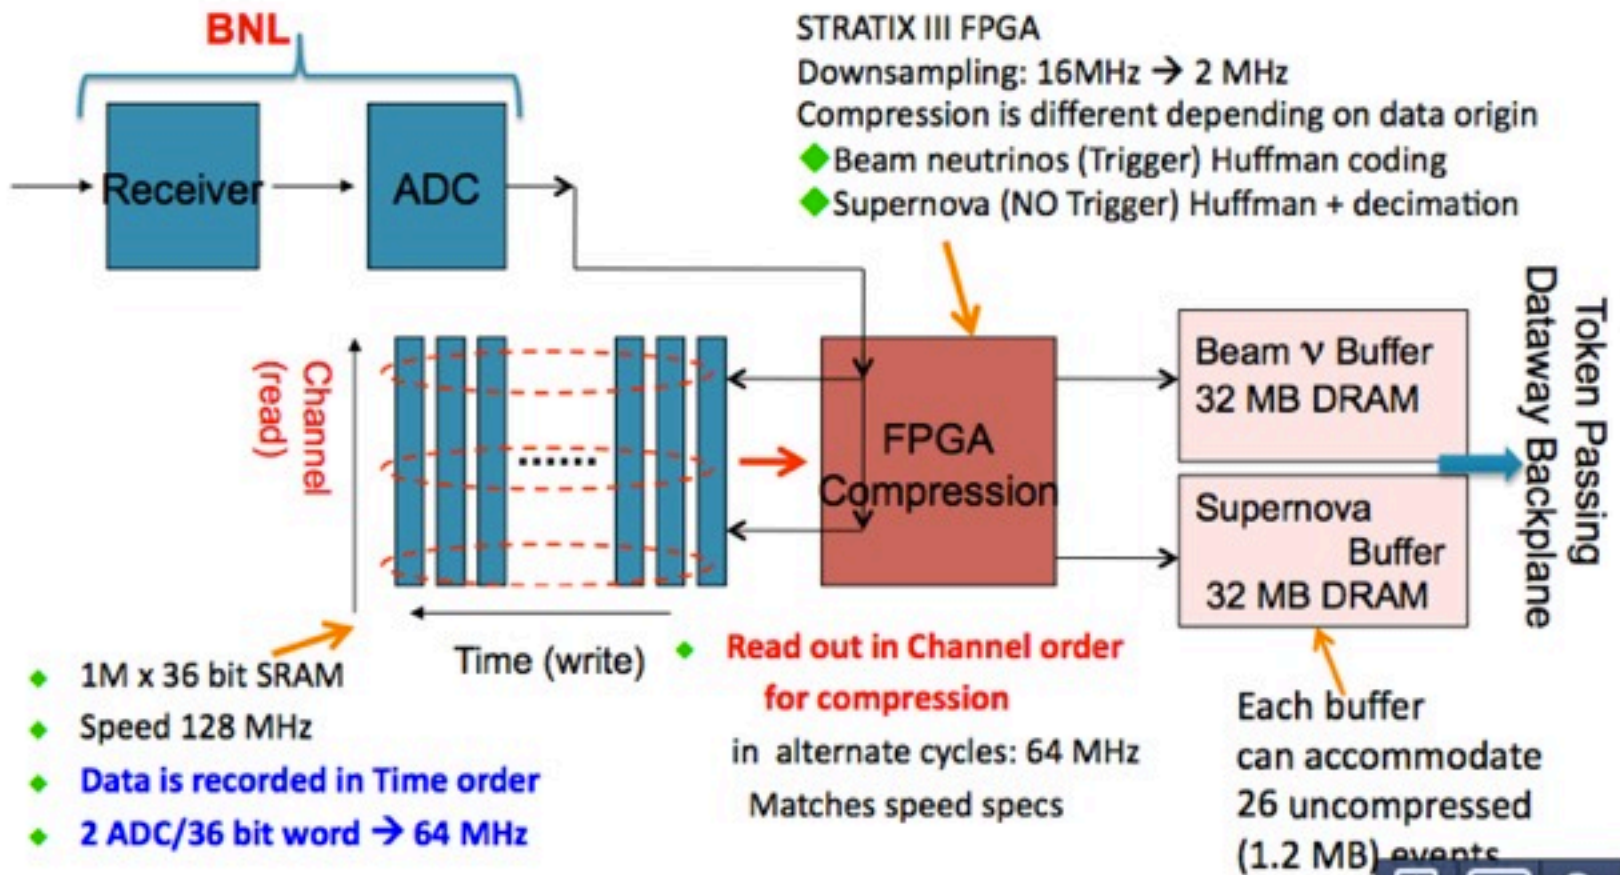 BNL
Receiver
ADC
STRATIX III FPGA
Downsampling: 16MHz → 2 MHz
Compression is different depending on data origin
Beam neutrinos (Trigger) Huffman coding
Supernova (NO Trigger) Huffman + decimation
Channel
(read)
......
FPGA
Compression
Beam ν Buffer
32 MB DRAM
Supernova
Buffer
32 MB DRAM
Token Passing
Dataway Backplane
Time (write)
1M x 36 bit SRAM
Speed 128 MHz
Data is recorded in Time order
2 ADC/36 bit word → 64 MHz
Read out in Channel order
for compression
in alternate cycles: 64 MHz
Matches speed specs
Each buffer
can accommodate
26 uncompressed
(1.2 MB) events